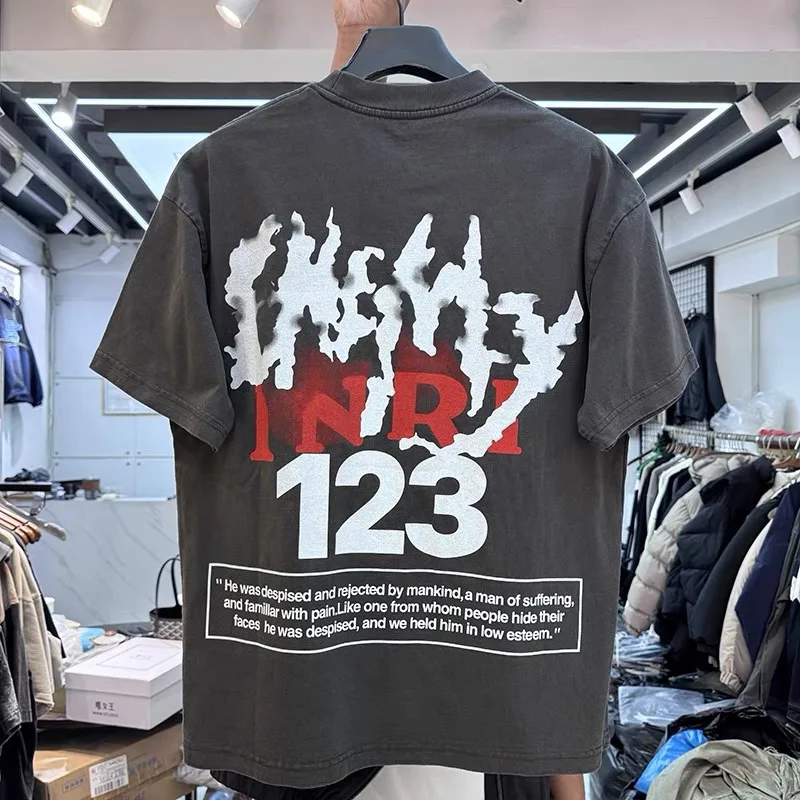 INRI
123
" He was despised and rejected by mankind, a man of suffering,
and familiar with pain.Like one from whom people hide their
faces he was despised, and we held him in low esteem. "